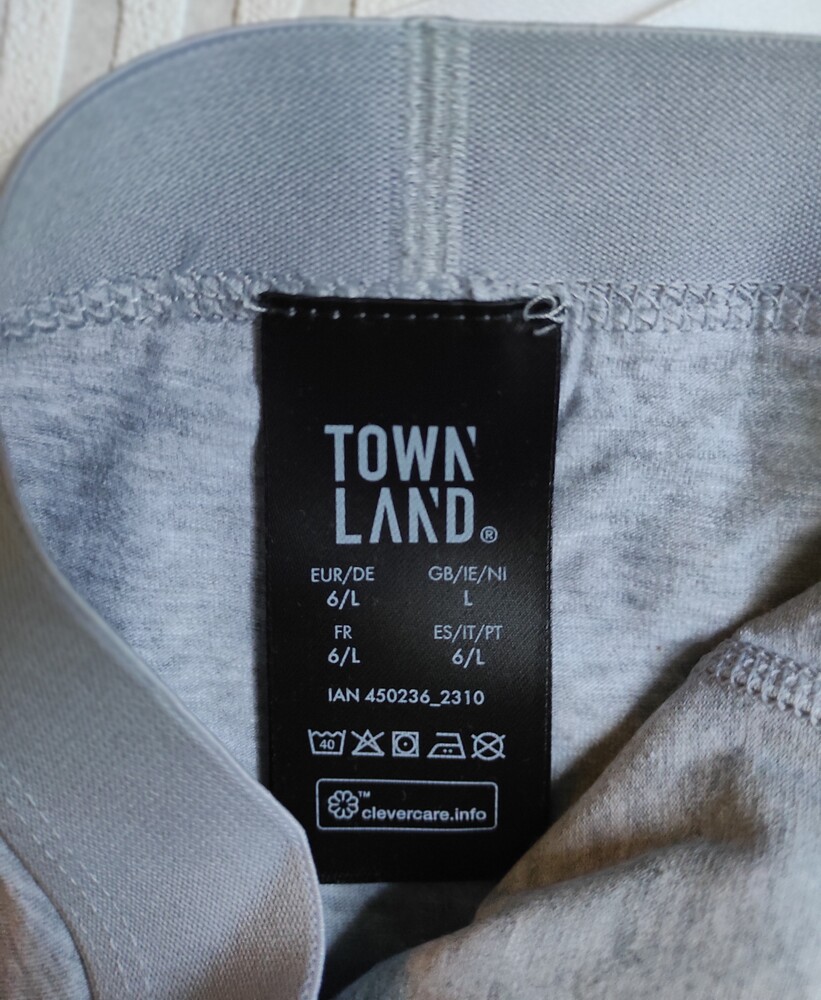 TOWN
LAND®
EUR/DE GB/IE/NI
6/L L
FR ES/IT/PT
6/L 6/L
IAN 450236_2310
40
™
clevercare.info